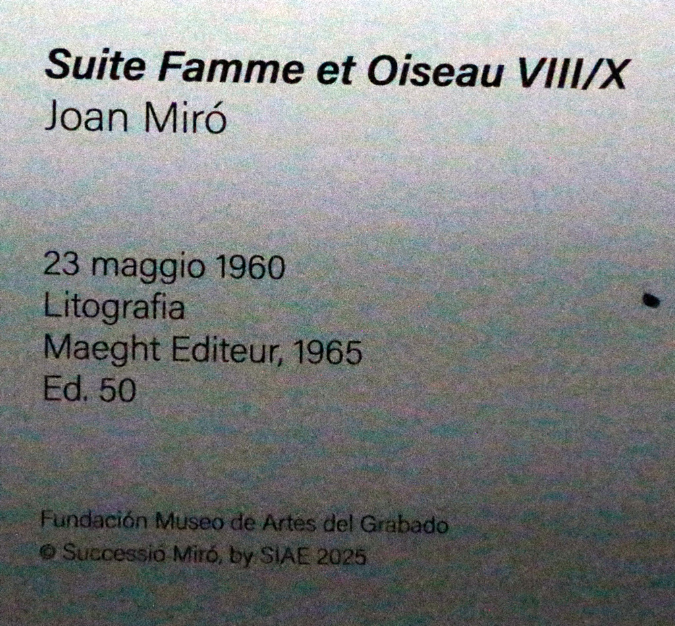 Suite Famme et Oiseau VIII/X
Joan Miró
23 maggio 1960
Litografia
Maeght Editeur, 1965
Ed. 50
Fundación Museo de Artes del Grabado
© Successió Miró, by SIAE 2025